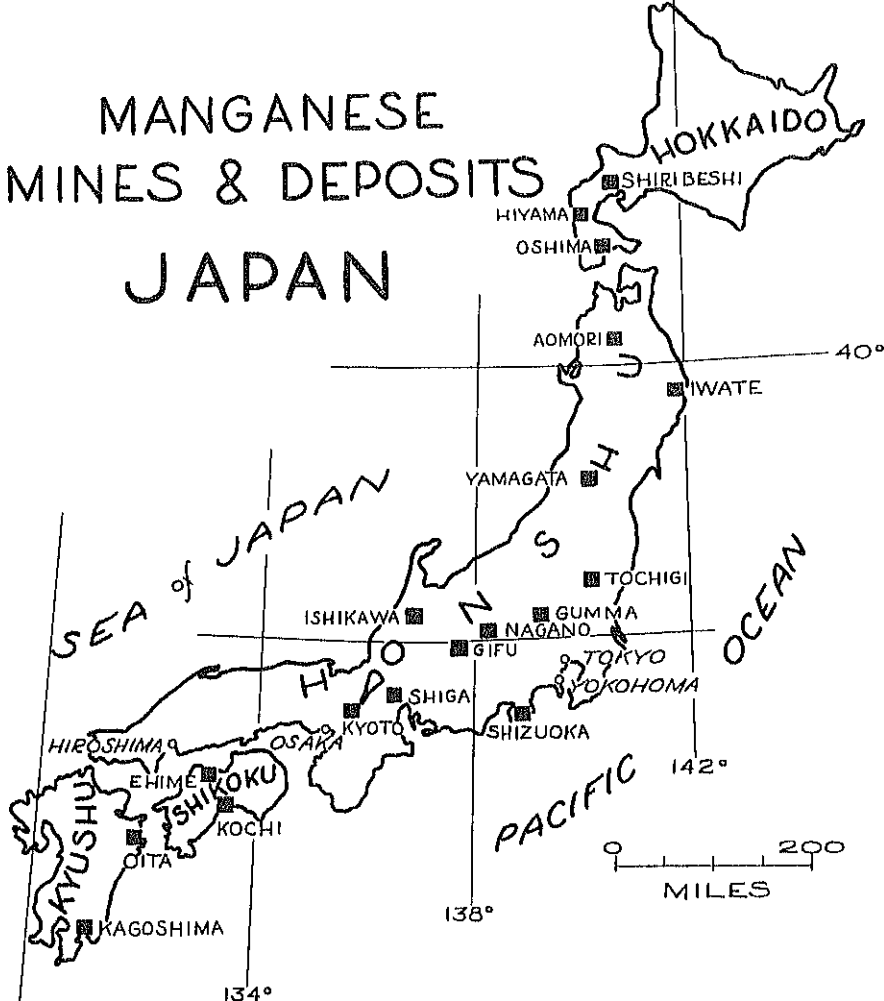 MANGANESE
MINES & DEPOSITS
JAPAN
HOKKAIDO
SHIRIBESHI
HIYAMA
OSHIMA
AOMORI
40°
IWATE
YAMAGATA
HONSHU
SEA of JAPAN
TOCHIGI
ISHIKAWA
GUMMA
NAGANO
GIFU
TOKYO
YOKOHOMA
PACIFIC OCEAN
SHIGA
KYOTO
SHIZUOKA
HIROSHIMA
OSAKA
EHIME
SHIKOKU
KOCHI
142°
KYUSHU
OITA
0 200
MILES
138°
KAGOSHIMA
134°